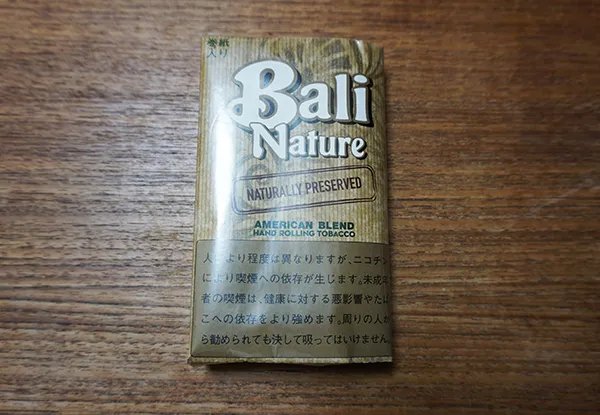 巻紙
入り
Bali
Nature
NATURALLY PRESERVED
AMERICAN BLEND
HAND ROLLING TOBACCO
人により程度は異なりますが、ニコチン
により喫煙への依存が生じます。未成年
者の喫煙は、健康に対する悪影響やたば
こへの依存をより強めます。周りの人か
ら勧められても決して吸ってはいけません。